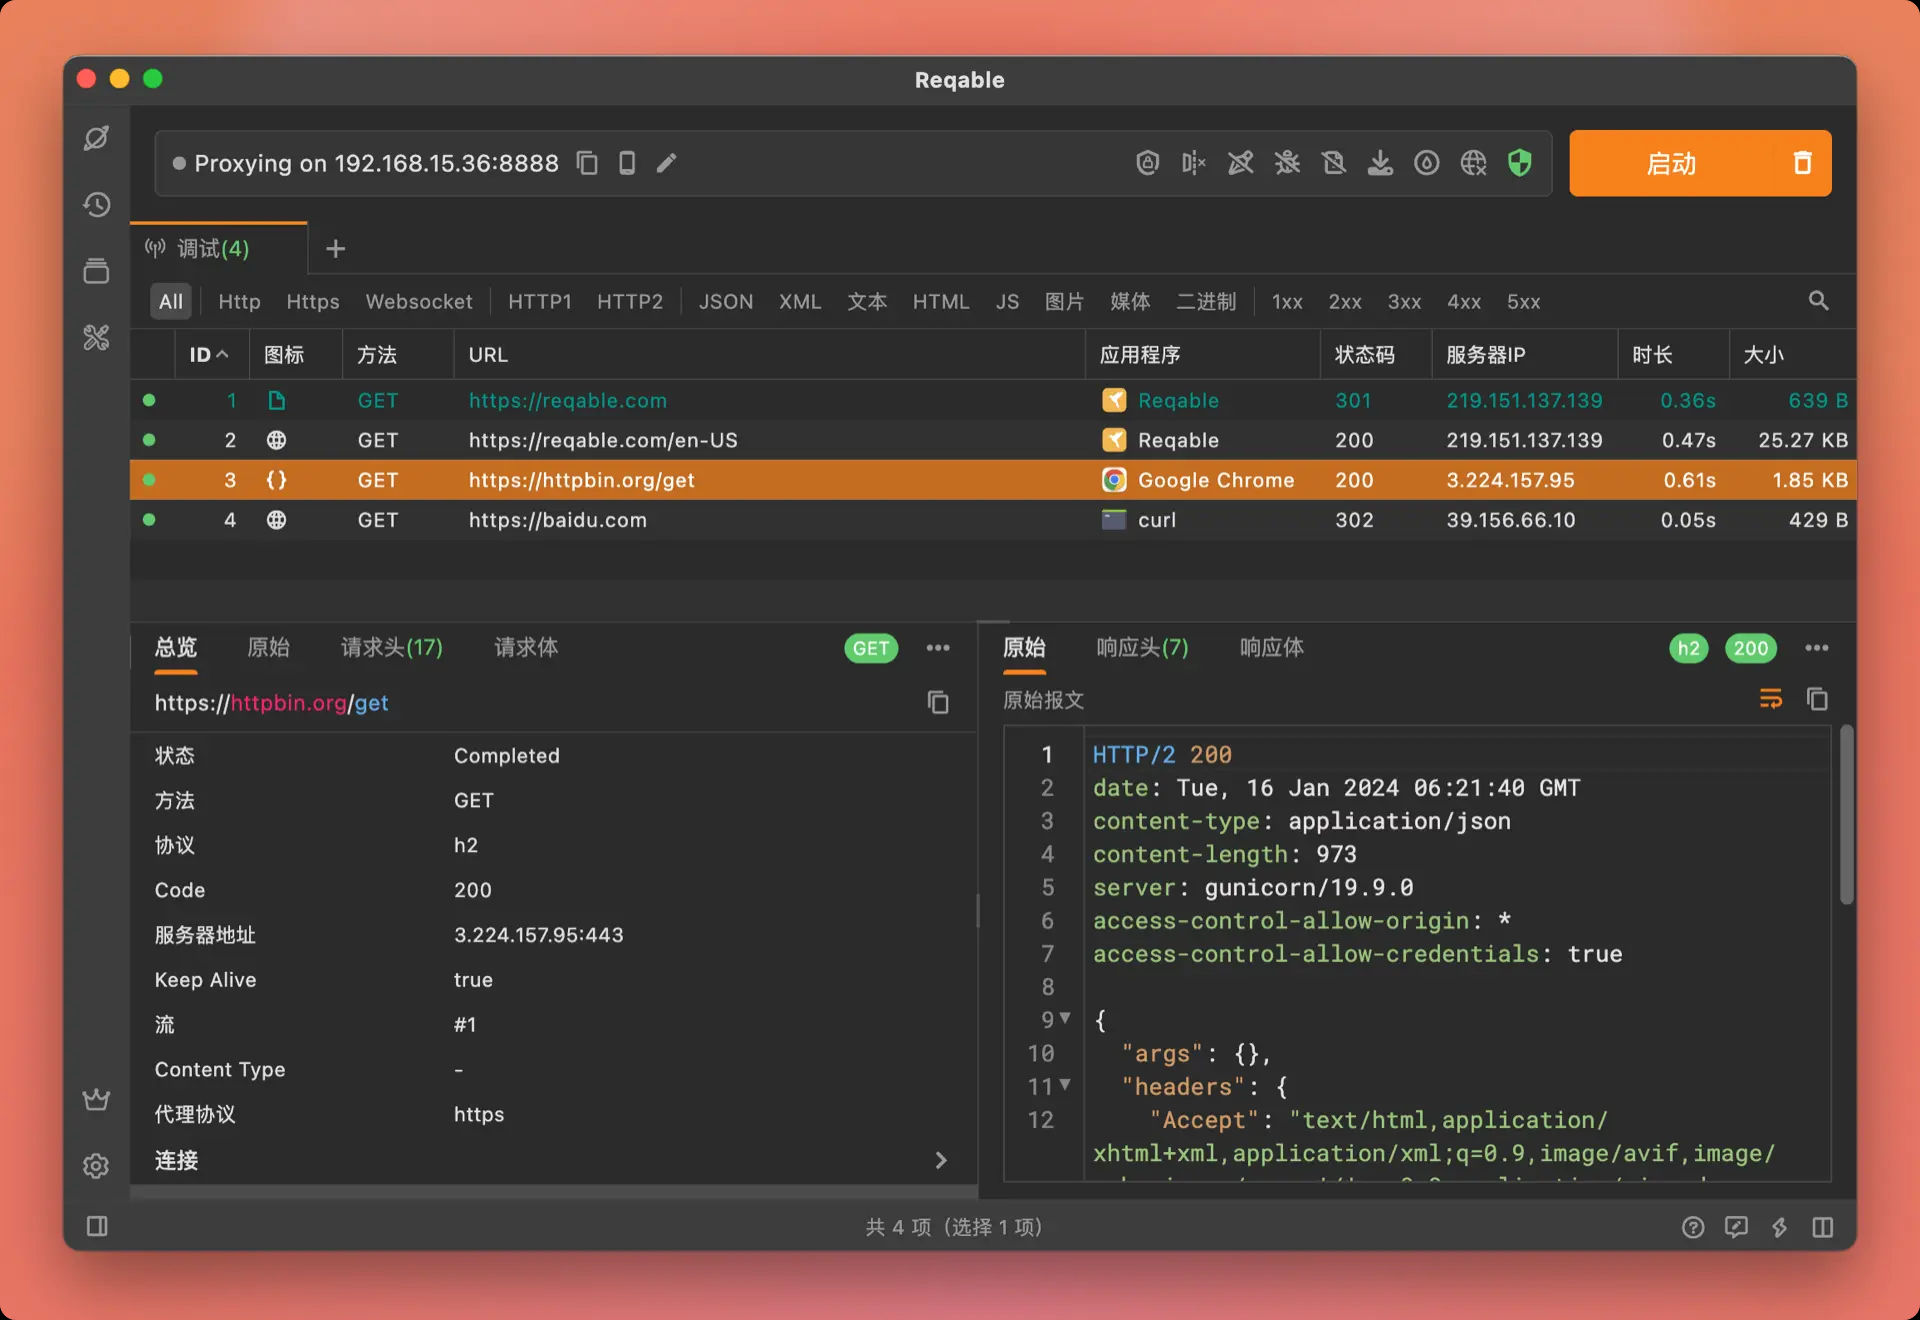 Reqable
Proxying on 192.168.15.36:8888
启动
调试(4)
All Http Https Websocket HTTP1 HTTP2 JSON XML 文本 HTML JS 图片 媒体 二进制 1xx 2xx 3xx 4xx 5xx
ID 图标 方法 URL 应用程序 状态码 服务器IP 时长 大小
1 GET https://reqable.com Reqable 301 219.151.137.139 0.36s 639 B
2 GET https://reqable.com/en-US Reqable 200 219.151.137.139 0.47s 25.27 KB
3 GET https://httpbin.org/get Google Chrome 200 3.224.157.95 0.61s 1.85 KB
4 GET https://baidu.com curl 302 39.156.66.10 0.05s 429 B
总览 原始 请求头(17) 请求体 GET
https://httpbin.org/get
状态 Completed
方法 GET
协议 h2
Code 200
服务器地址 3.224.157.95:443
Keep Alive true
流 #1
Content Type -
代理协议 https
连接
原始 响应头(7) 响应体 h2 200
原始报文
1 HTTP/2 200
2 date: Tue, 16 Jan 2024 06:21:40 GMT
3 content-type: application/json
4 content-length: 973
5 server: gunicorn/19.9.0
6 access-control-allow-origin: *
7 access-control-allow-credentials: true
8
9 {
10 "args": {},
11 "headers": {
12 "Accept": "text/html,application/
xhtml+xml,application/xml;q=0.9,image/avif,image/
共 4 项（选择 1 项）